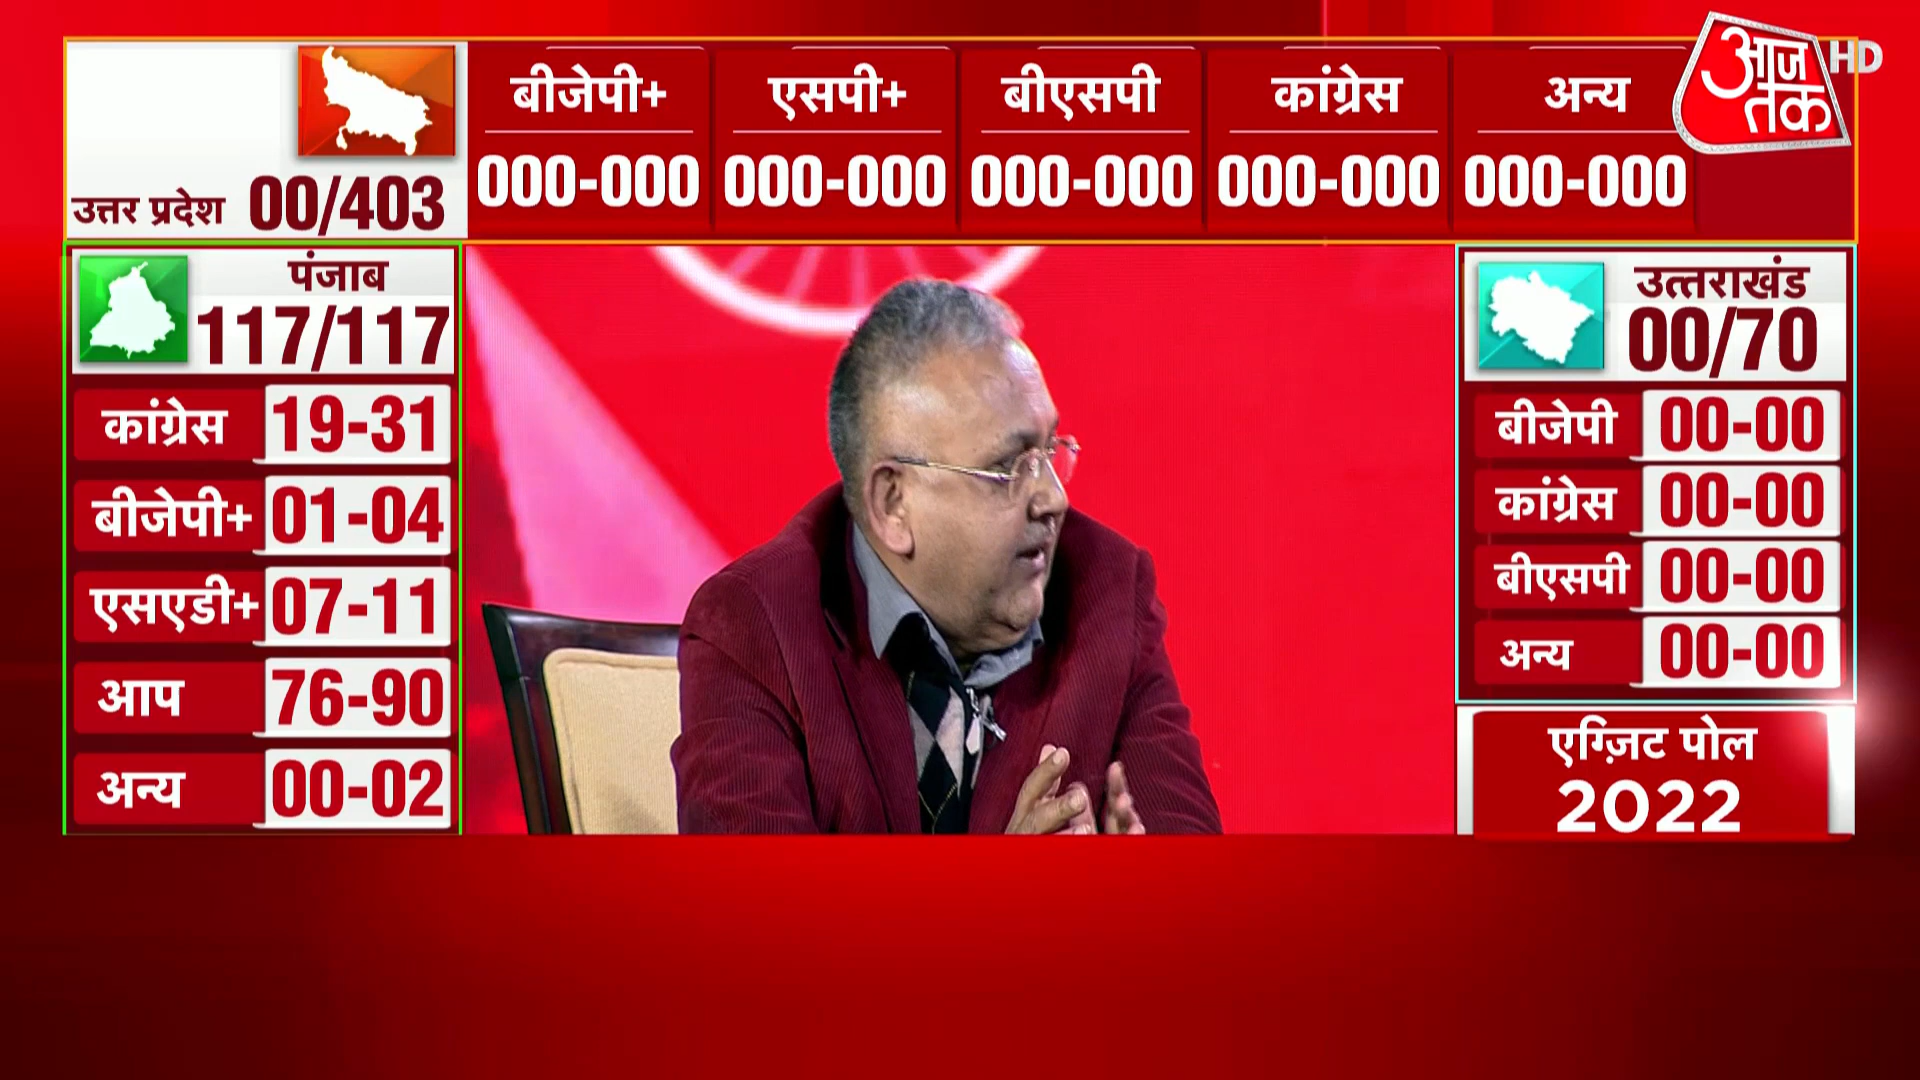 बीजेपी+ एसपी+ बीएसपी कांग्रेस अन्य
आज तक HD
उत्तर प्रदेश 00/403
000-000 000-000 000-000 000-000 000-000
पंजाब
117/117
कांग्रेस 19-31
बीजेपी+ 01-04
एसएडी+ 07-11
आप 76-90
अन्य 00-02
उत्तराखंड
00/70
बीजेपी 00-00
कांग्रेस 00-00
बीएसपी 00-00
अन्य 00-00
एग्ज़िट पोल
2022